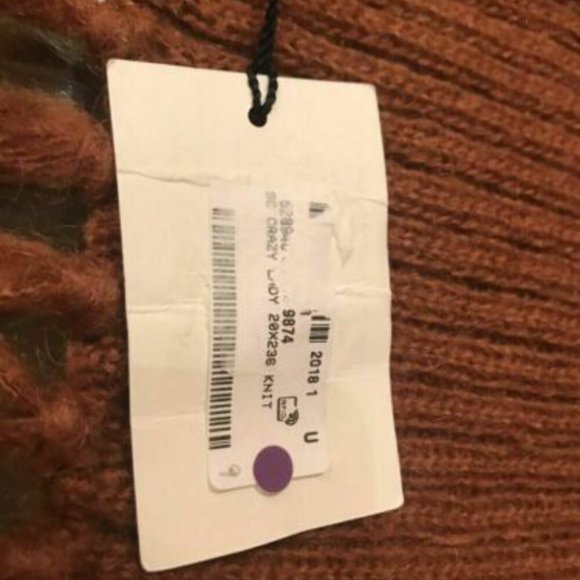 2018 1 U
9874
SC CRAZY LADY 20X236 KNIT